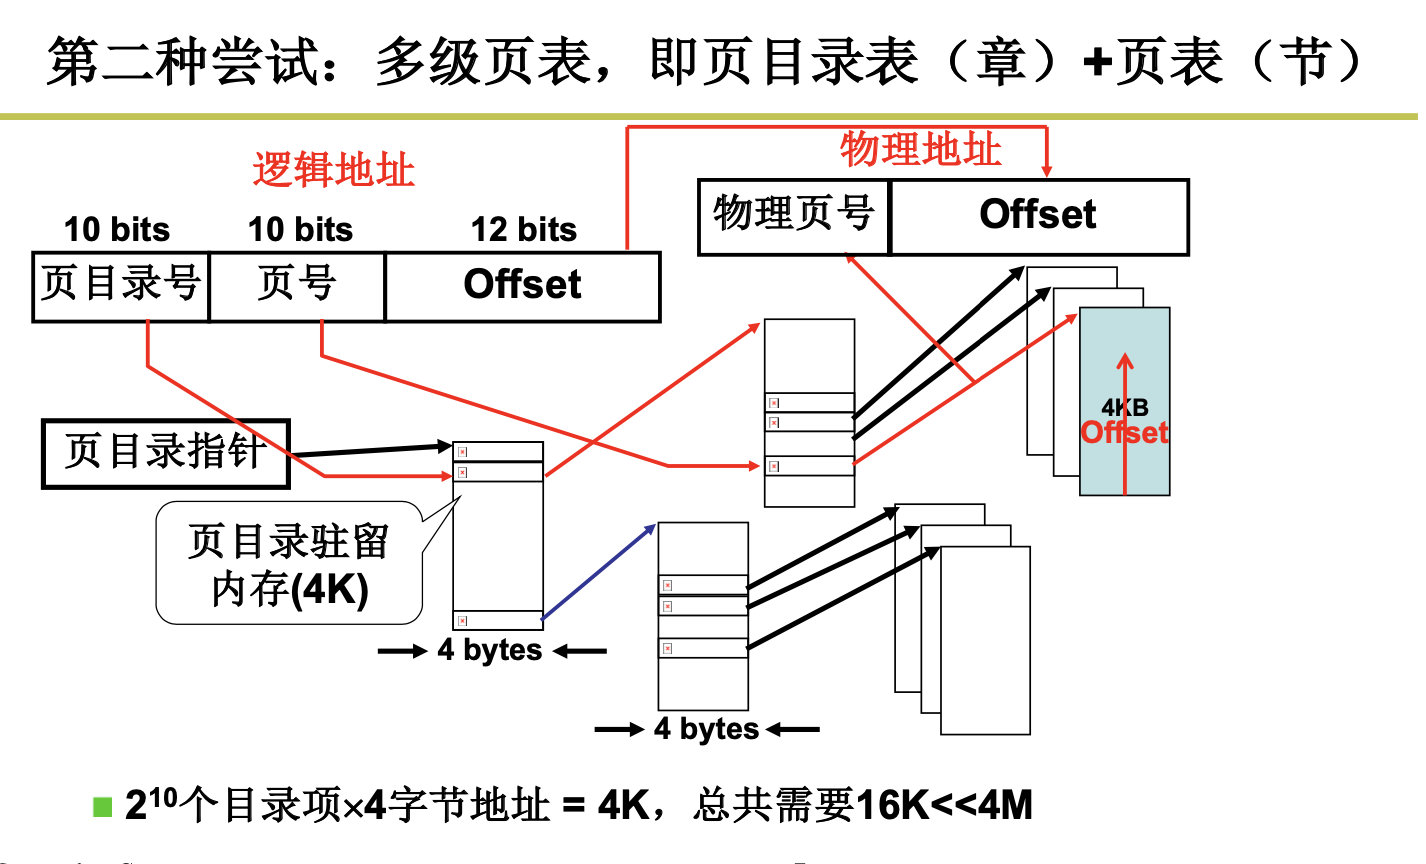 第二种尝试：多级页表，即页目录表（章）+页表（节）
逻辑地址
物理地址
10 bits 10 bits 12 bits
页目录号 页号 Offset
物理页号 Offset
页目录指针
4KB
Offset
页目录驻留
内存(4K)
4 bytes
4 bytes
2¹⁰个目录项×4字节地址 = 4K，总共需要16K<<4M